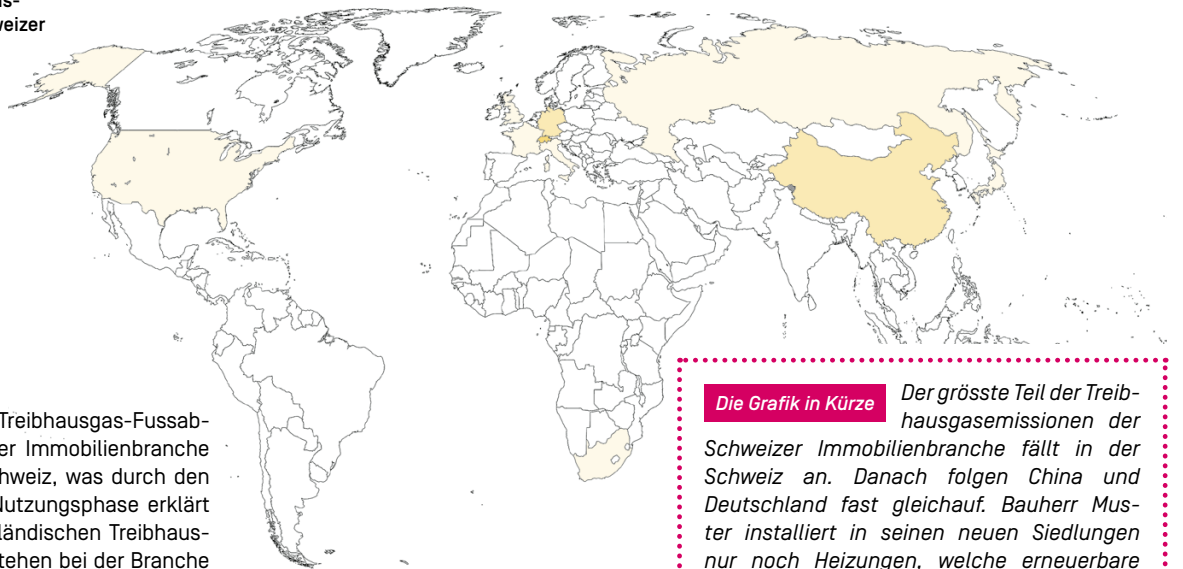 s-
weizer
Treibhausgas-Fussab-
er Immobilienbranche
hweiz, was durch den
Nutzungsphase erklärt
ländischen Treibhaus-
tehen bei der Branche
Die Grafik in Kürze
Der grösste Teil der Treib-
hausgasemissionen der
Schweizer Immobilienbranche fällt in der
Schweiz an. Danach folgen China und
Deutschland fast gleichauf. Bauherr Mus-
ter installiert in seinen neuen Siedlungen
nur noch Heizungen, welche erneuerbare